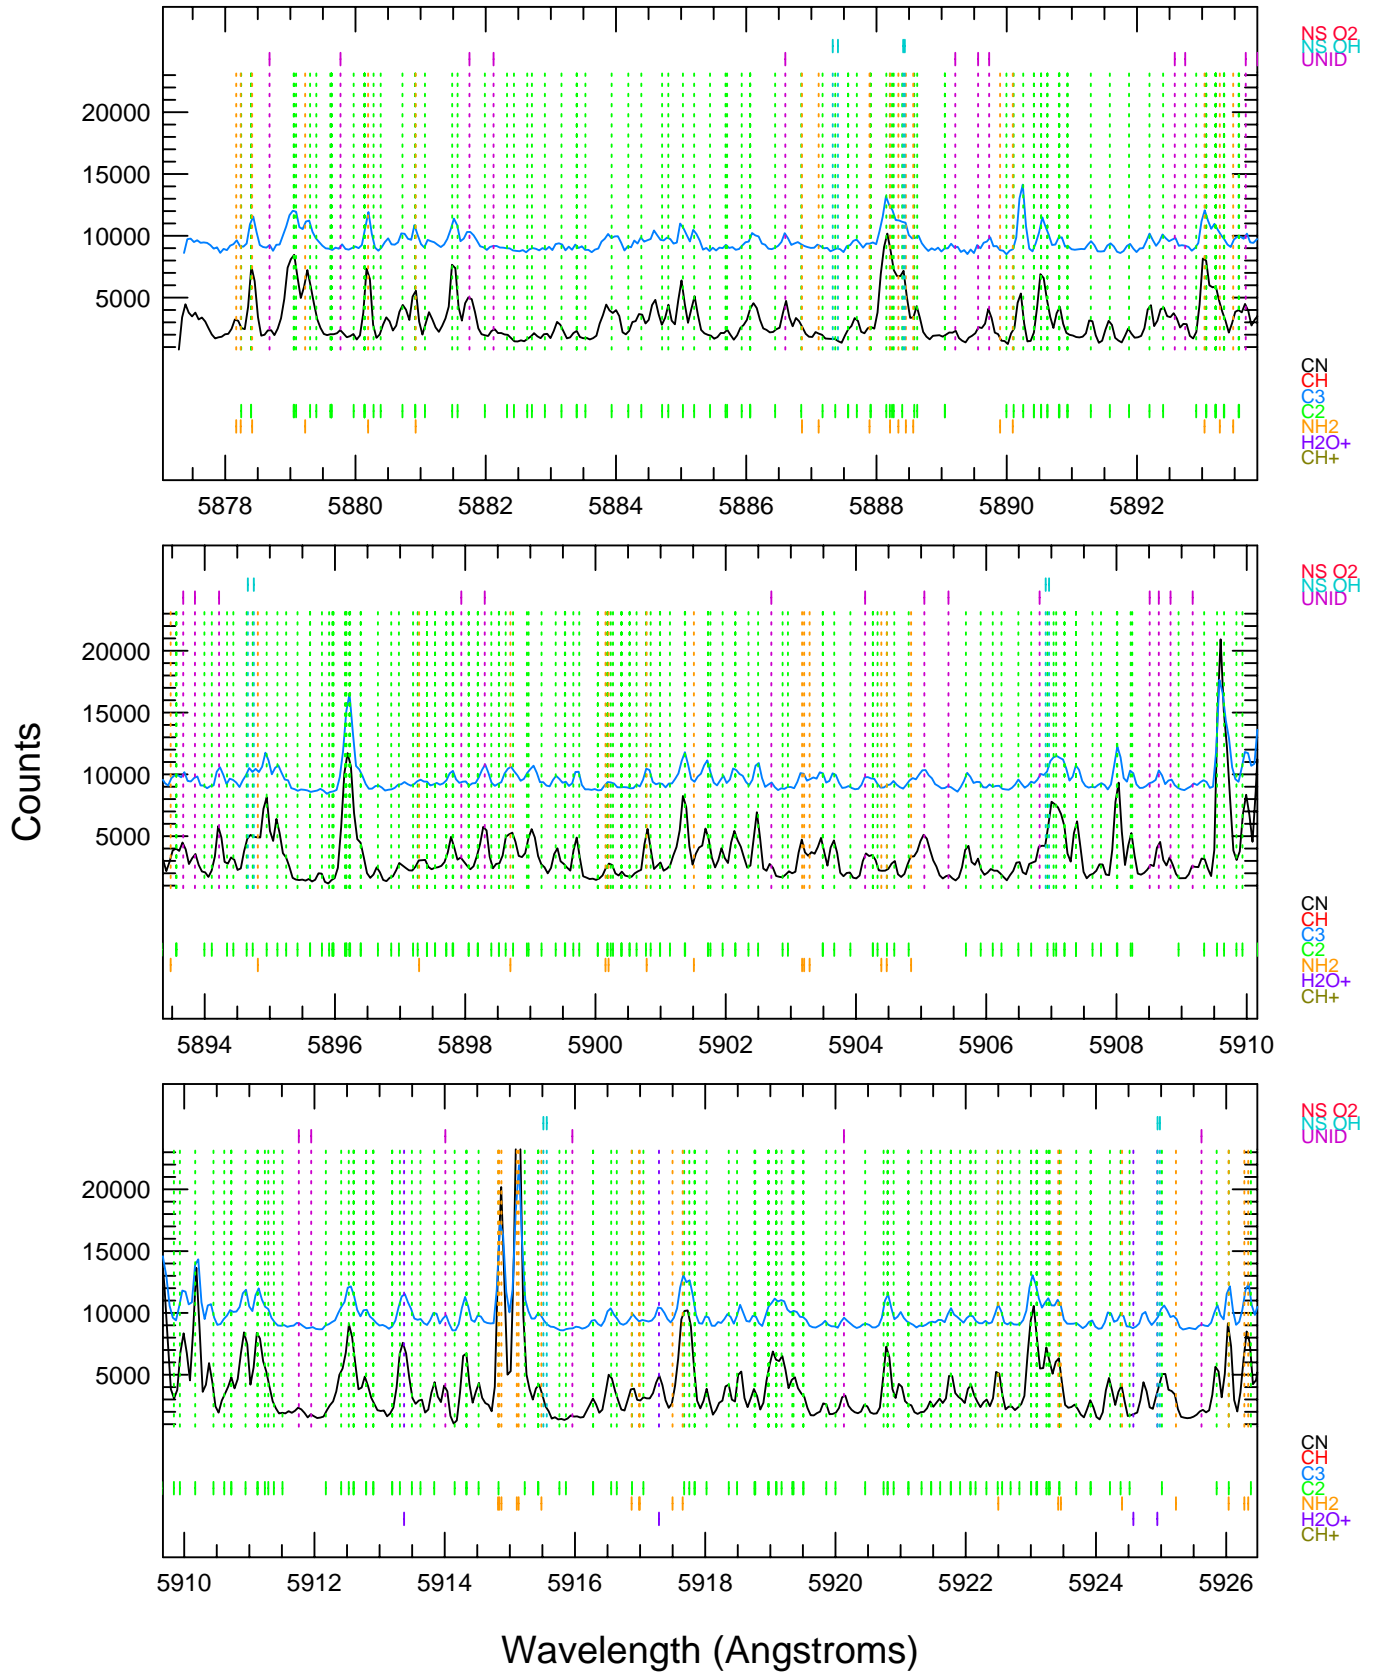 NS O2
NS OH
UNID
20000
15000
10000
5000
CN
CH
C3
C2
NH2
H2O+
CH+
5878 5880 5882 5884 5886 5888 5890 5892
NS O2
NS OH
UNID
20000
15000
10000
5000
Counts
CN
CH
C3
C2
NH2
H2O+
CH+
5894 5896 5898 5900 5902 5904 5906 5908 5910
NS O2
NS OH
UNID
20000
15000
10000
5000
CN
CH
C3
C2
NH2
H2O+
CH+
5910 5912 5914 5916 5918 5920 5922 5924 5926
Wavelength (Angstroms)